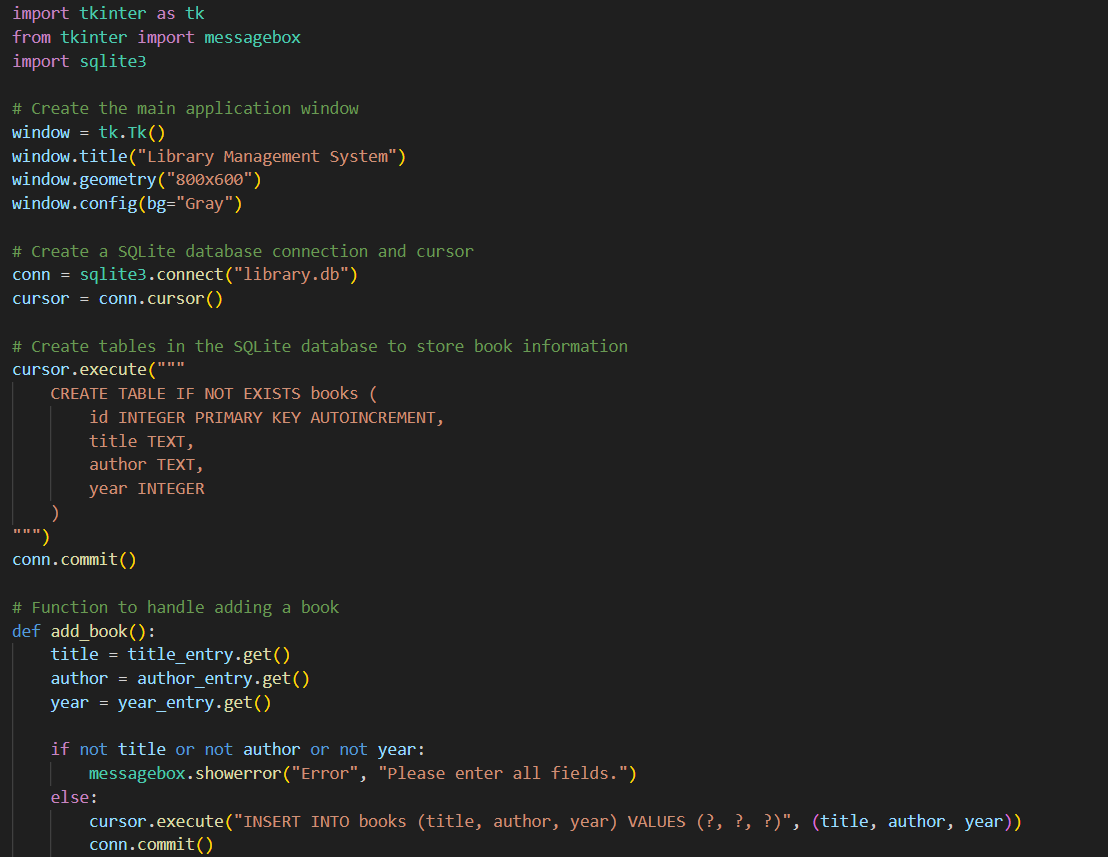 import tkinter as tk
from tkinter import messagebox
import sqlite3

# Create the main application window
window = tk.Tk()
window.title("Library Management System")
window.geometry("800x600")
window.config(bg="Gray")

# Create a SQLite database connection and cursor
conn = sqlite3.connect("library.db")
cursor = conn.cursor()

# Create tables in the SQLite database to store book information
cursor.execute("""
    CREATE TABLE IF NOT EXISTS books (
        id INTEGER PRIMARY KEY AUTOINCREMENT,
        title TEXT,
        author TEXT,
        year INTEGER
    )
""")
conn.commit()

# Function to handle adding a book
def add_book():
    title = title_entry.get()
    author = author_entry.get()
    year = year_entry.get()

    if not title or not author or not year:
        messagebox.showerror("Error", "Please enter all fields.")
    else:
        cursor.execute("INSERT INTO books (title, author, year) VALUES (?, ?, ?)", (title, author, year))
        conn.commit()